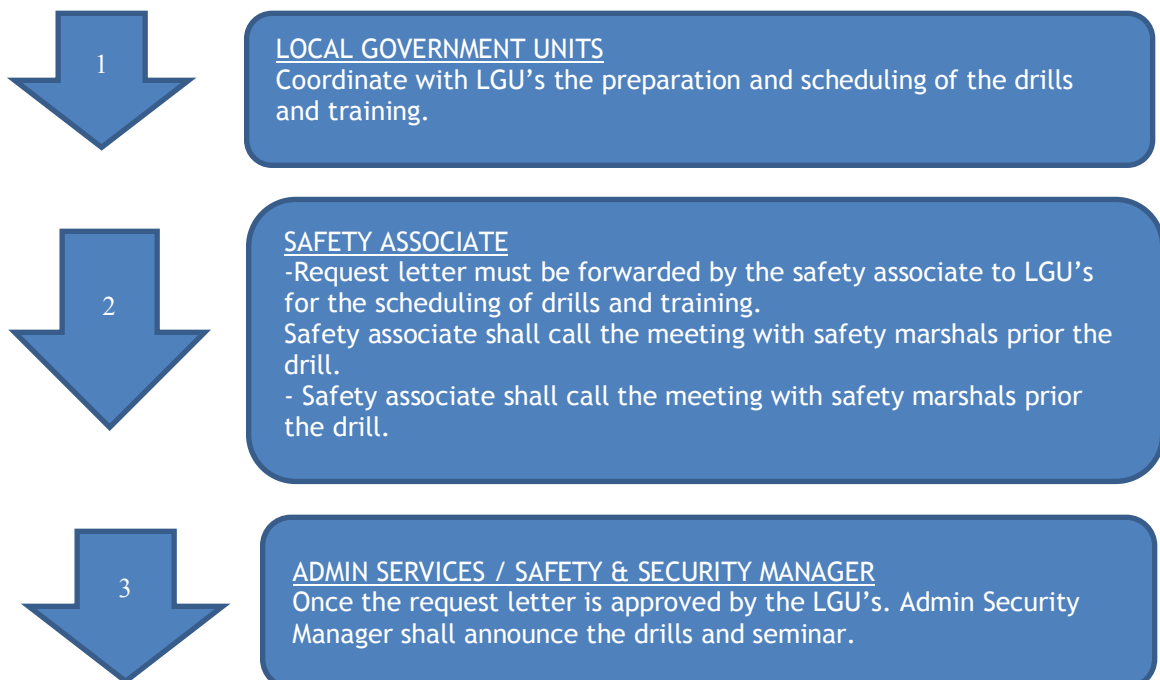 1
LOCAL GOVERNMENT UNITS
Coordinate with LGU's the preparation and scheduling of the drills
and training.
2
SAFETY ASSOCIATE
-Request letter must be forwarded by the safety associate to LGU's
for the scheduling of drills and training.
Safety associate shall call the meeting with safety marshals prior the
drill.
- Safety associate shall call the meeting with safety marshals prior
the drill.
3
ADMIN SERVICES / SAFETY & SECURITY MANAGER
Once the request letter is approved by the LGU's. Admin Security
Manager shall announce the drills and seminar.